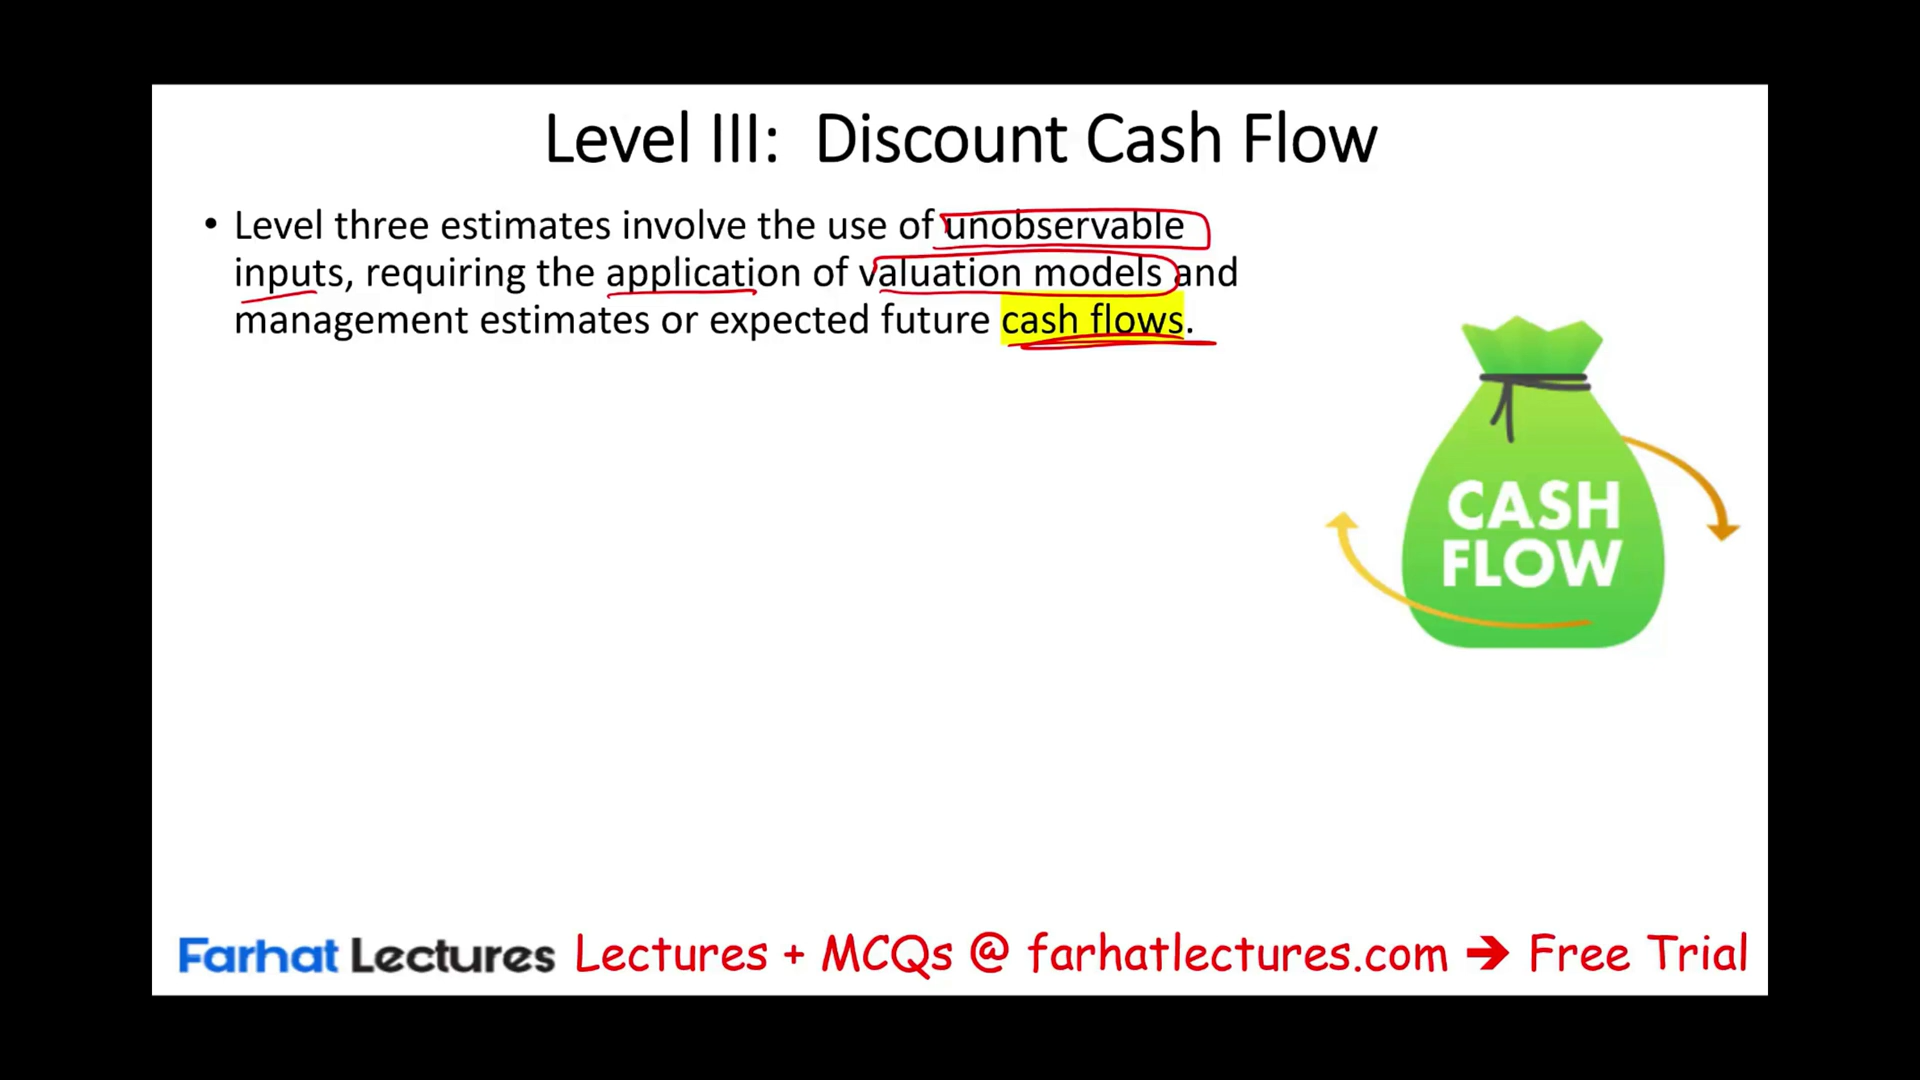 Level III: Discount Cash Flow
• Level three estimates involve the use of unobservable
inputs, requiring the application of valuation models and
management estimates or expected future cash flows.
CASH
FLOW
Farhat Lectures Lectures + MCQs @ farhatlectures.com ➔ Free Trial